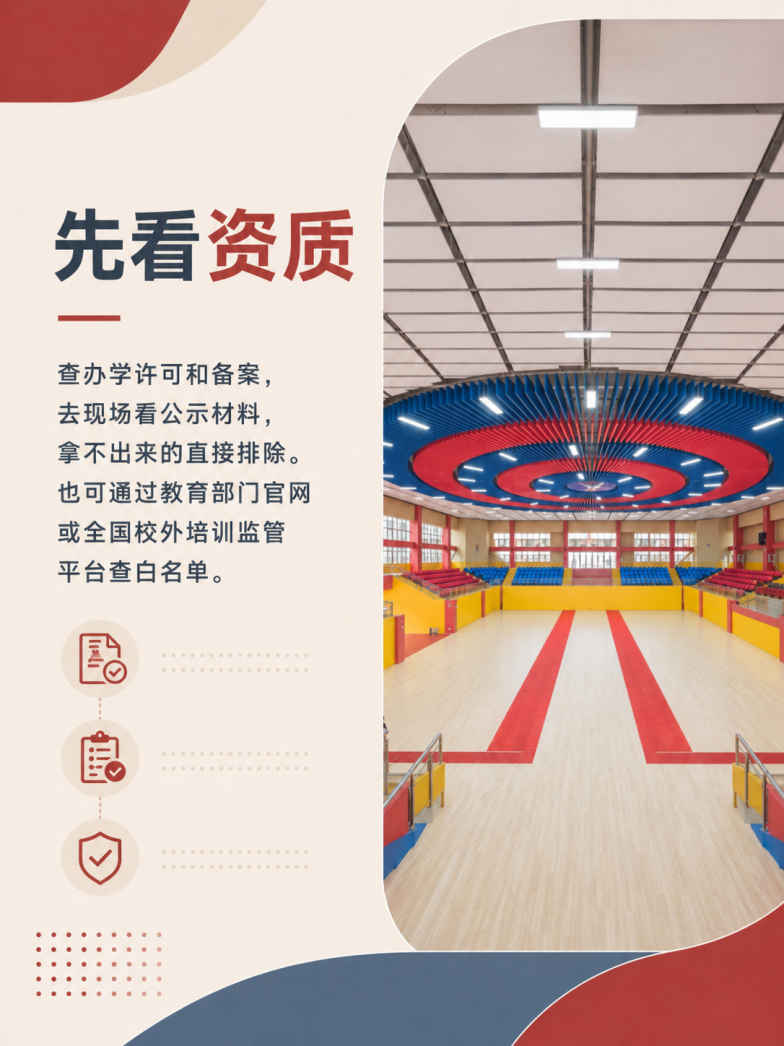 先看资质
查办学许可和备案，
去现场看公示材料，
拿不出来的直接排除。
也可通过教育部门官网
或全国校外培训监管
平台查白名单。